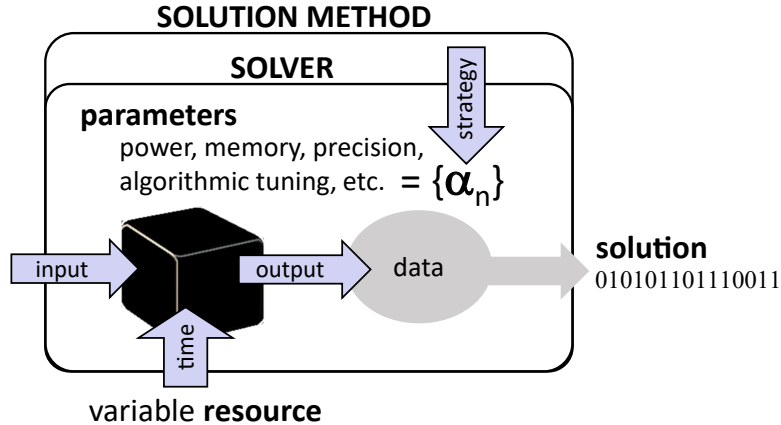 SOLUTION METHOD
SOLVER
strategy
parameters
power, memory, precision,
algorithmic tuning, etc. = {αn}
input
output
data
solution
010101101110011
time
variable resource